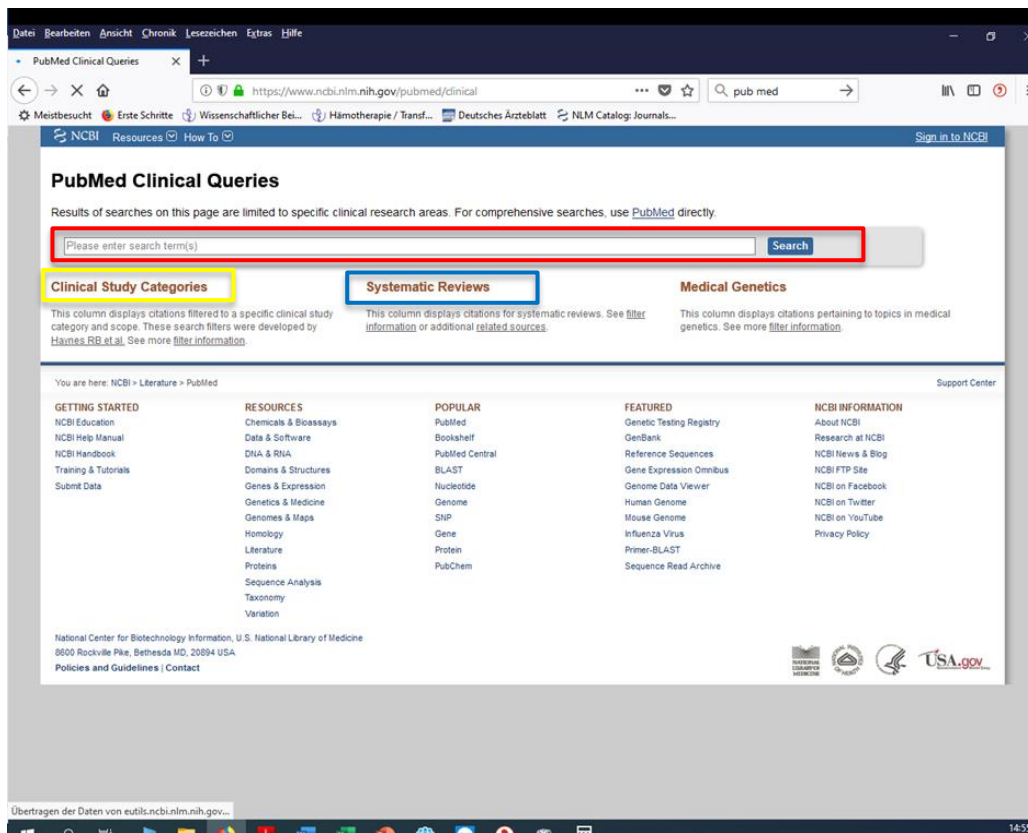 Datei Bearbeiten Ansicht Chronik Lesezeichen Extras Hilfe
PubMed Clinical Queries
https://www.ncbi.nlm.nih.gov/pubmed/clinical
pub med
Meistbesucht Erste Schritte Wissenschaftlicher Bei... Hämotherapie / Transf... Deutsches Ärzteblatt NLM Catalog: Journals...
NCBI Resources How To Sign in to NCBI
PubMed Clinical Queries
Results of searches on this page are limited to specific clinical research areas. For comprehensive searches, use PubMed directly.
Please enter search term(s) Search
Clinical Study Categories
This column displays citations filtered to a specific clinical study
category and scope. These search filters were developed by
Haynes RB et al. See more filter information.
Systematic Reviews
This column displays citations for systematic reviews. See filter
information or additional related sources.
Medical Genetics
This column displays citations pertaining to topics in medical
genetics. See more filter information.
You are here: NCBI > Literature > PubMed Support Center
GETTING STARTED
NCBI Education
NCBI Help Manual
NCBI Handbook
Training & Tutorials
Submit Data
RESOURCES
Chemicals & Bioassays
Data & Software
DNA & RNA
Domains & Structures
Genes & Expression
Genetics & Medicine
Genomes & Maps
Homology
Literature
Proteins
Sequence Analysis
Taxonomy
Variation
POPULAR
PubMed
Bookshelf
PubMed Central
BLAST
Nucleotide
Genome
SNP
Gene
Protein
PubChem
FEATURED
Genetic Testing Registry
GenBank
Reference Sequences
Gene Expression Omnibus
Genome Data Viewer
Human Genome
Mouse Genome
Influenza Virus
Primer-BLAST
Sequence Read Archive
NCBI INFORMATION
About NCBI
Research at NCBI
NCBI News & Blog
NCBI FTP Site
NCBI on Facebook
NCBI on Twitter
NCBI on YouTube
Privacy Policy
National Center for Biotechnology Information, U.S. National Library of Medicine
8600 Rockville Pike, Bethesda MD, 20894 USA
Policies and Guidelines | Contact
NATIONAL
LIBRARY OF
MEDICINE
USA.gov
Übertragen der Daten von eutils.ncbi.nlm.nih.gov...